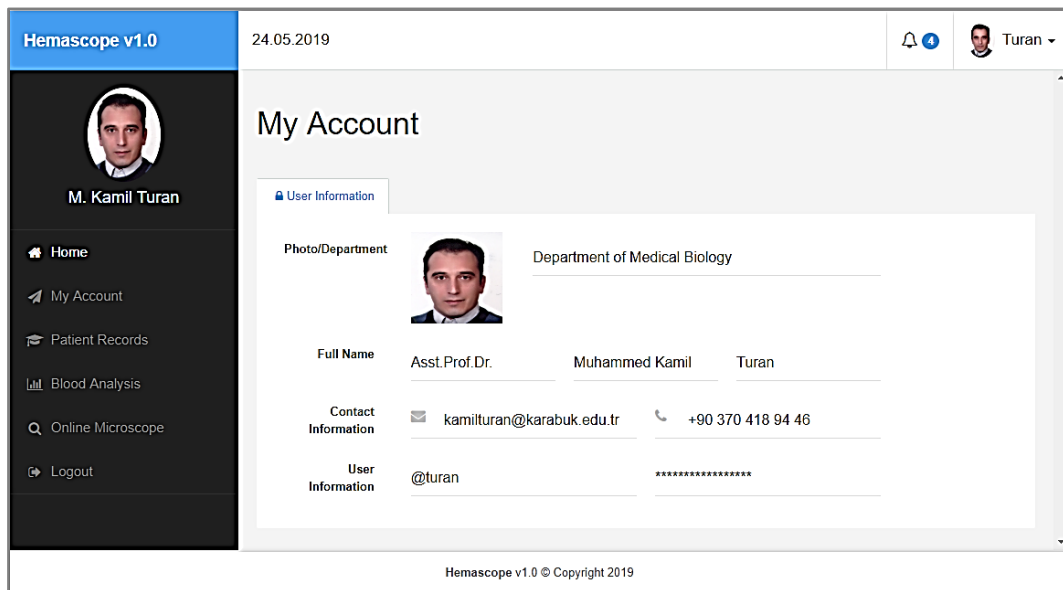 Hemascope v1.0
24.05.2019
4
Turan
M. Kamil Turan
Home
My Account
Patient Records
Blood Analysis
Online Microscope
Logout
My Account
User Information
Photo/Department
Department of Medical Biology
Full Name
Asst.Prof.Dr. Muhammed Kamil Turan
Contact
Information
kamilturan@karabuk.edu.tr +90 370 418 94 46
User
Information
@turan *****************
Hemascope v1.0 © Copyright 2019